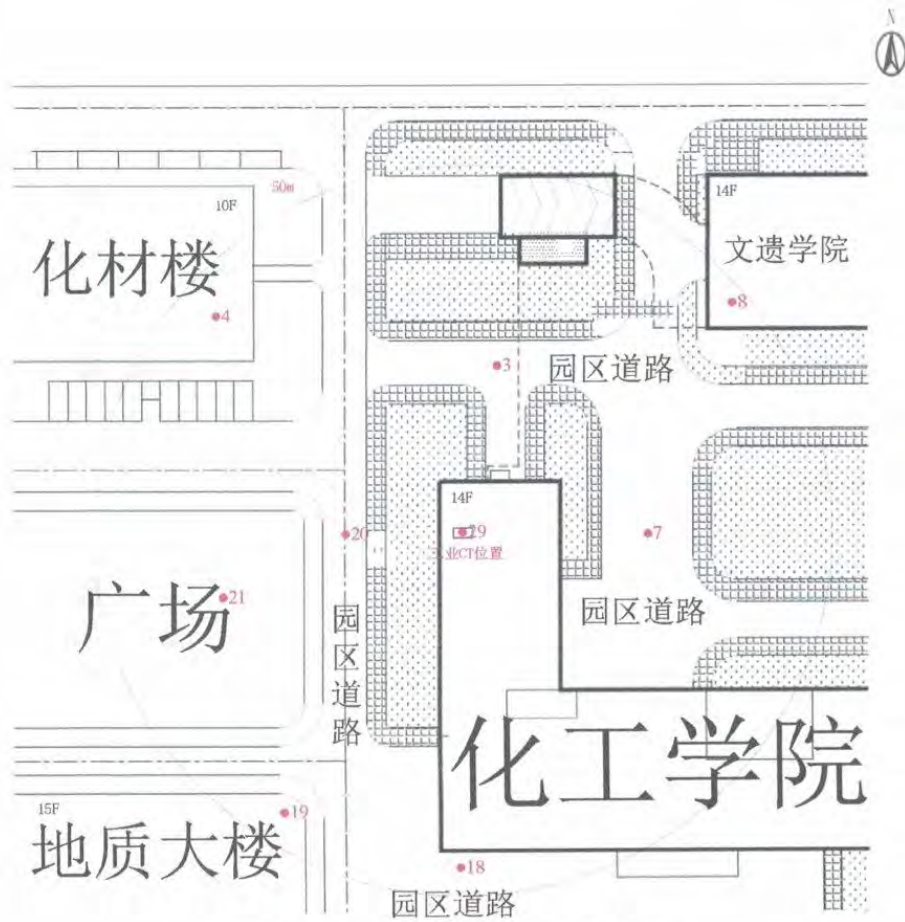 N
50m
10F
化材楼
4
14F
文遗学院
8
3
园区道路
14F
29
工业CT位置
20
7
广场
21
园区道路
园区道路
化工学院
15F
地质大楼
19
18
园区道路